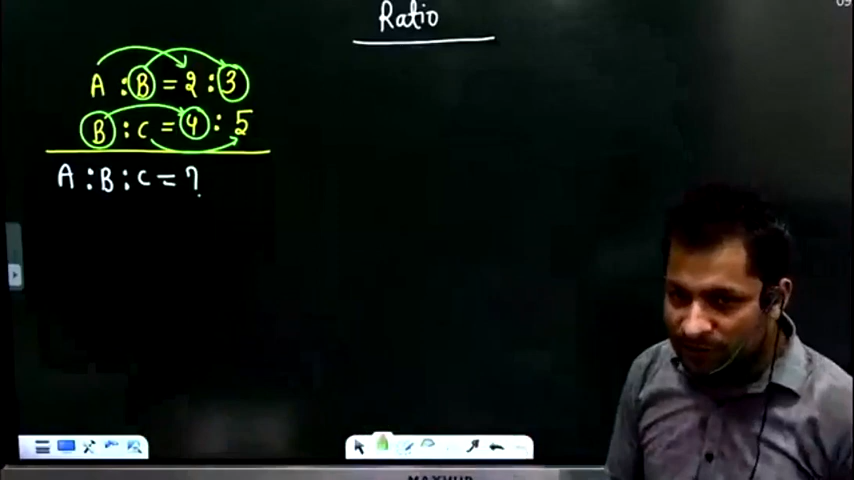 Ratio
A : B = 2 : 3
B : C = 4 : 5
A : B : C = ?